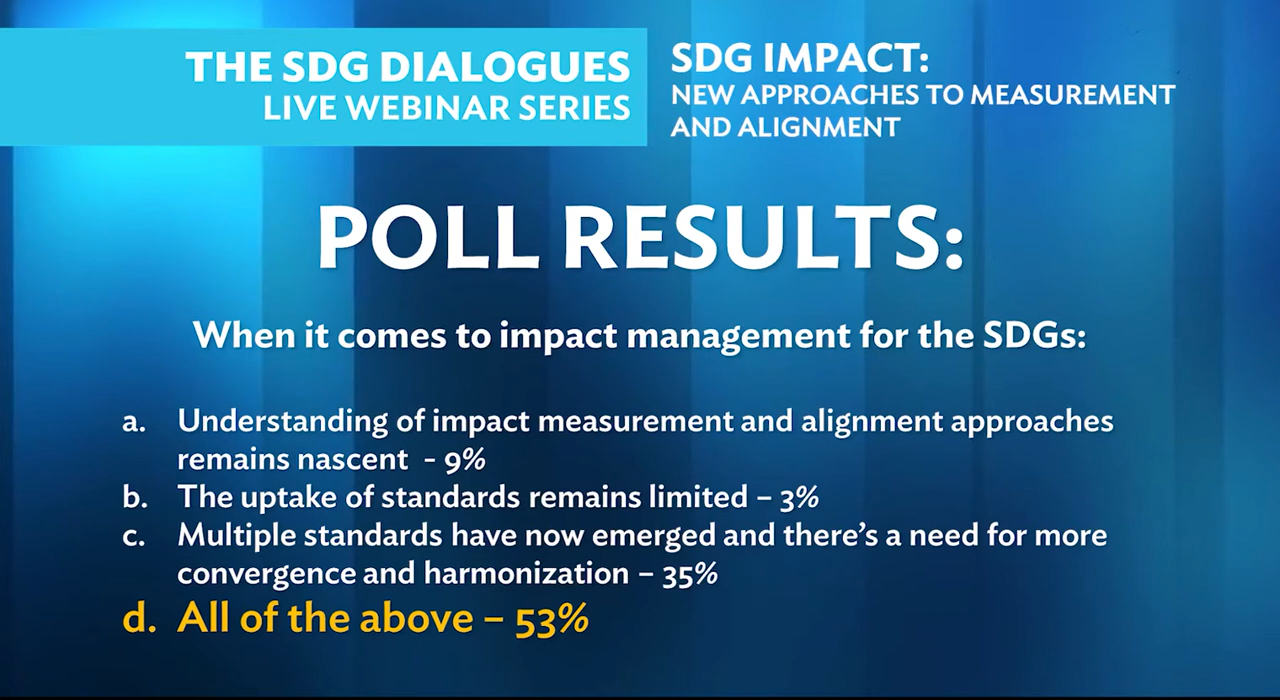 THE SDG DIALOGUES
LIVE WEBINAR SERIES
SDG IMPACT:
NEW APPROACHES TO MEASUREMENT
AND ALIGNMENT
POLL RESULTS:
When it comes to impact management for the SDGs:
a. Understanding of impact measurement and alignment approaches
remains nascent - 9%
b. The uptake of standards remains limited – 3%
c. Multiple standards have now emerged and there’s a need for more
convergence and harmonization – 35%
d. All of the above – 53%